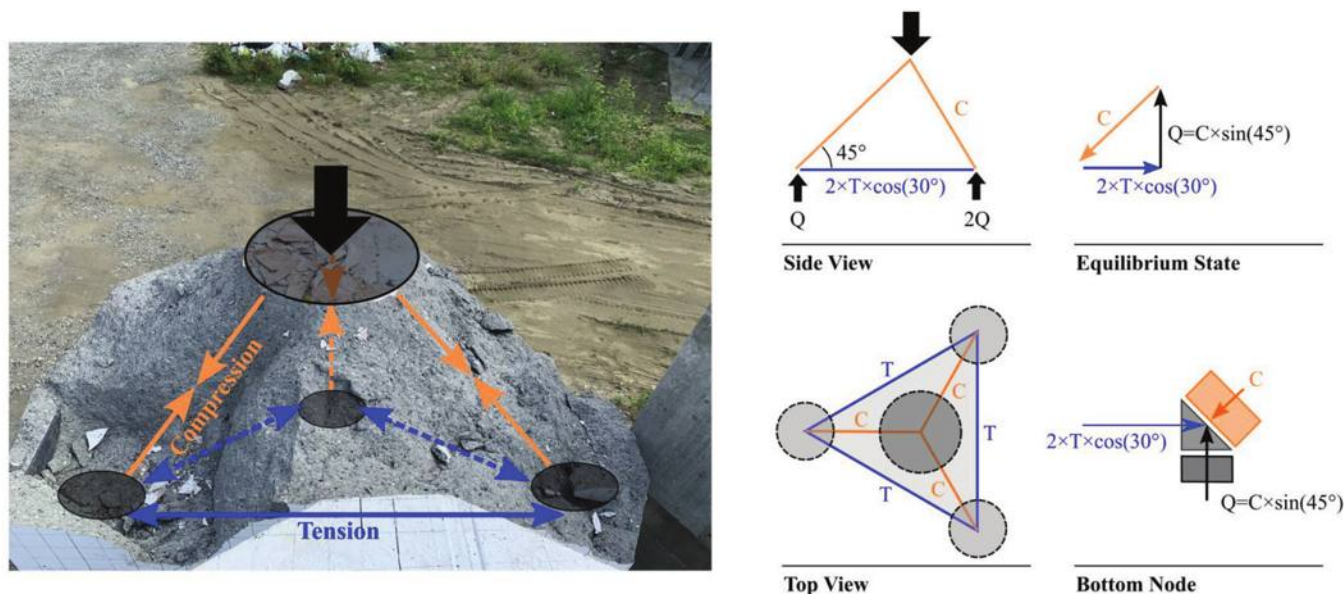 Compression
Tension
C
45°
2×T×cos(30°)
Q
2Q
Side View
C
Q=C×sin(45°)
2×T×cos(30°)
Equilibrium State
T
C
C
T
C
T
Top View
C
2×T×cos(30°)
Q=C×sin(45°)
Bottom Node